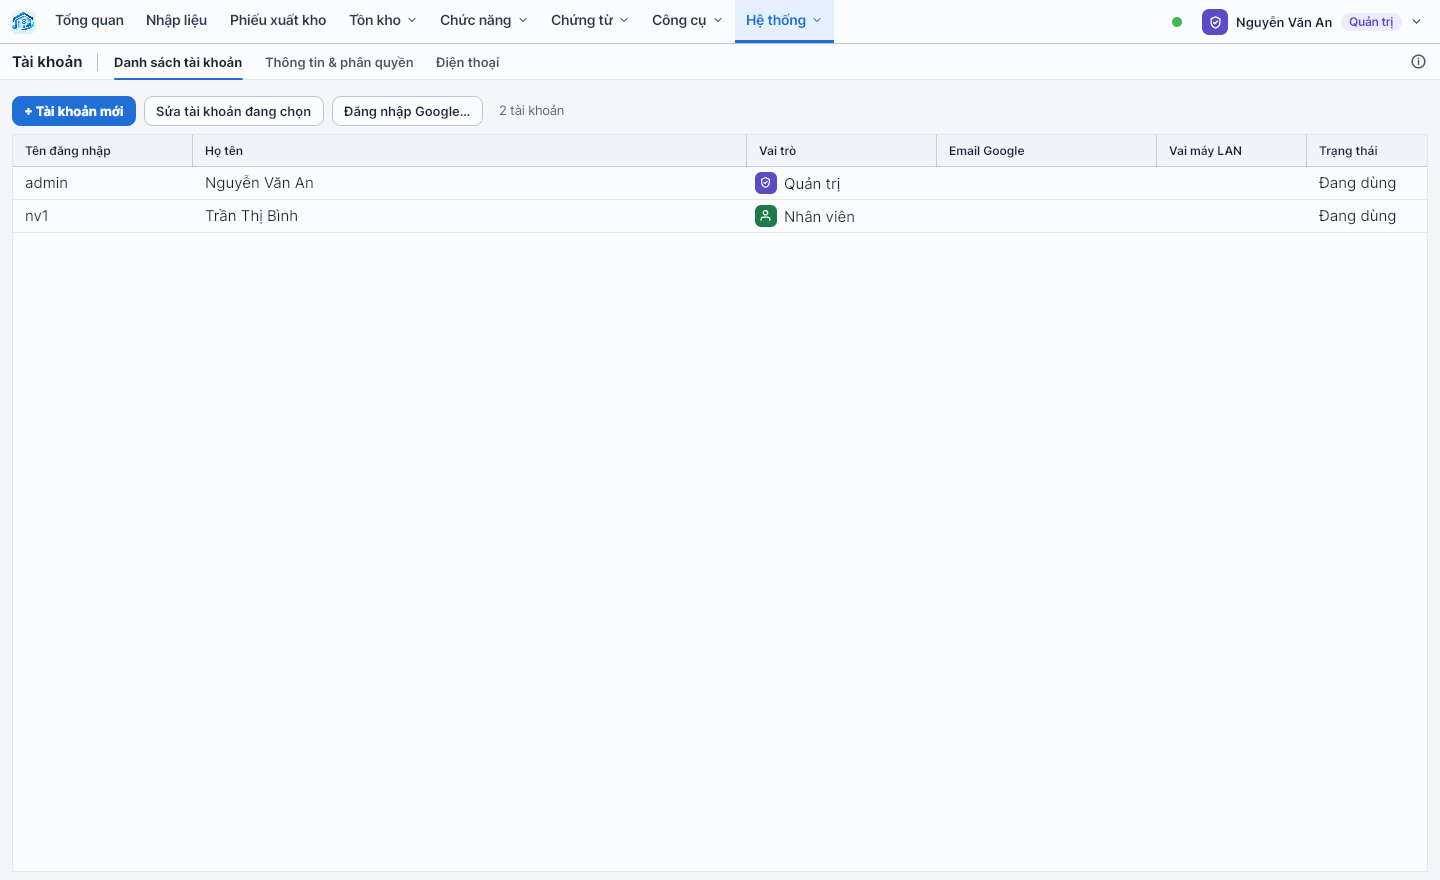 Tổng quan Nhập liệu Phiếu xuất kho Tồn kho Chức năng Chứng từ Công cụ Hệ thống Nguyễn Văn An Quản trị
Tài khoản Danh sách tài khoản Thông tin & phân quyền Điện thoại
+ Tài khoản mới Sửa tài khoản đang chọn Đăng nhập Google... 2 tài khoản
Tên đăng nhập Họ tên Vai trò Email Google Vai máy LAN Trạng thái
admin Nguyễn Văn An Quản trị Đang dùng
nv1 Trần Thị Bình Nhân viên Đang dùng